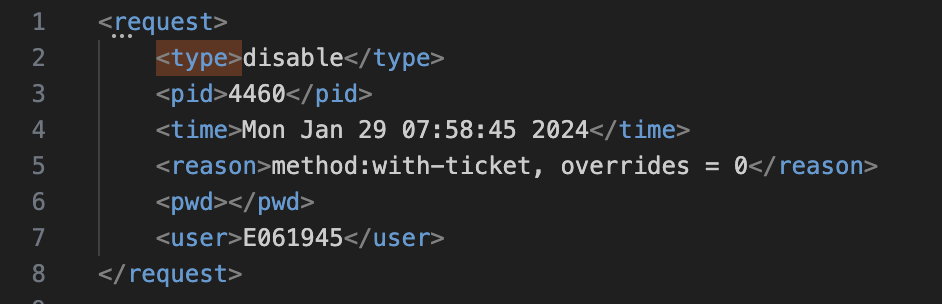 1 <request>
2 <type>disable</type>
3 <pid>4460</pid>
4 <time>Mon Jan 29 07:58:45 2024</time>
5 <reason>method:with-ticket, overrides = 0</reason>
6 <pwd></pwd>
7 <user>E061945</user>
8 </request>